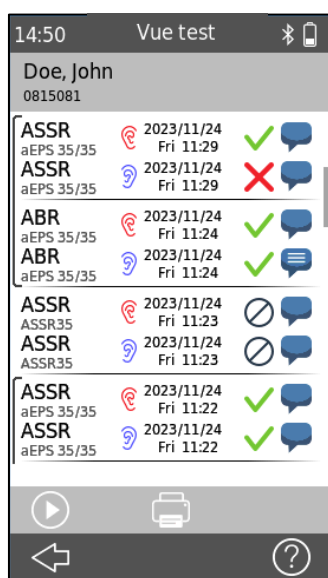 14:50 Vue test
Doe, John
0815081
ASSR 2023/11/24
aEPS 35/35 Fri 11:29
ASSR 2023/11/24
aEPS 35/35 Fri 11:29
ABR 2023/11/24
aEPS 35/35 Fri 11:24
ABR 2023/11/24
aEPS 35/35 Fri 11:24
ASSR 2023/11/24
ASSR35 Fri 11:23
ASSR 2023/11/24
ASSR35 Fri 11:23
ASSR 2023/11/24
aEPS 35/35 Fri 11:22
ASSR 2023/11/24
aEPS 35/35 Fri 11:22
?